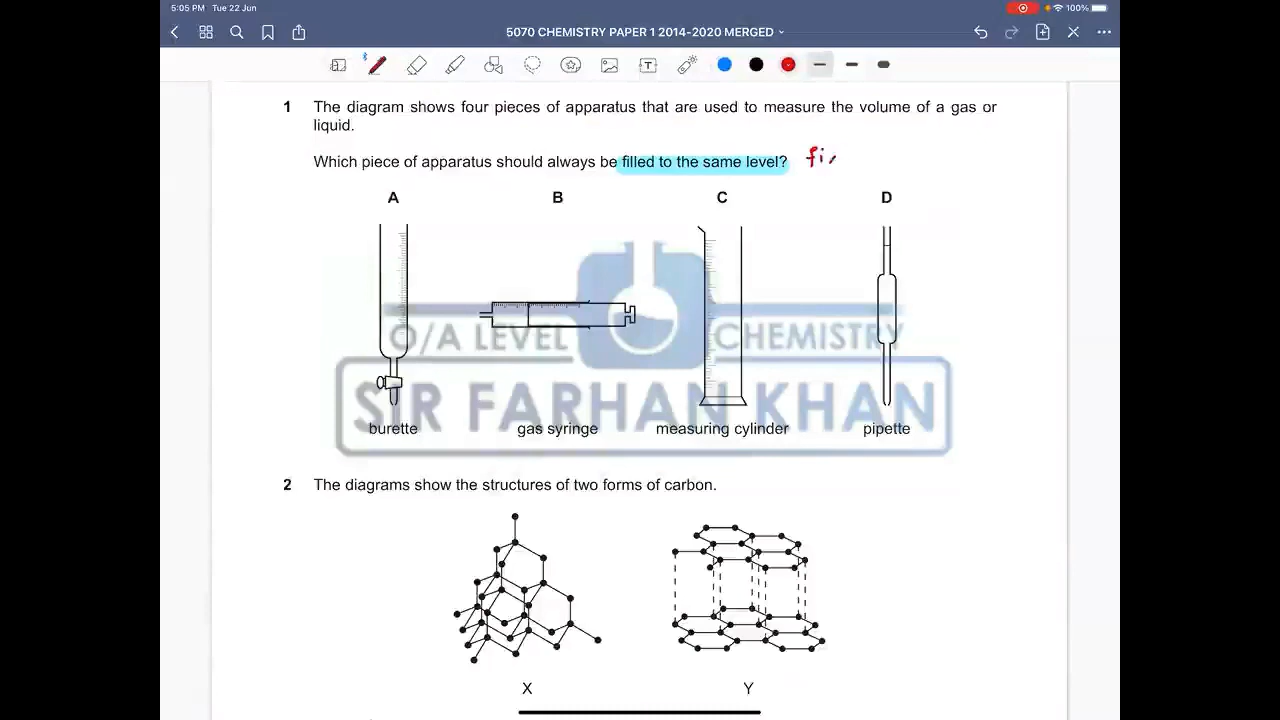 5:05 PM Tue 22 Jun
100%
5070 CHEMISTRY PAPER 1 2014-2020 MERGED
T
1 The diagram shows four pieces of apparatus that are used to measure the volume of a gas or
liquid.
Which piece of apparatus should always be filled to the same level? fi
A B C D
O/A LEVEL CHEMISTRY
SIR FARHAN KHAN
burette gas syringe measuring cylinder pipette
2 The diagrams show the structures of two forms of carbon.
X Y